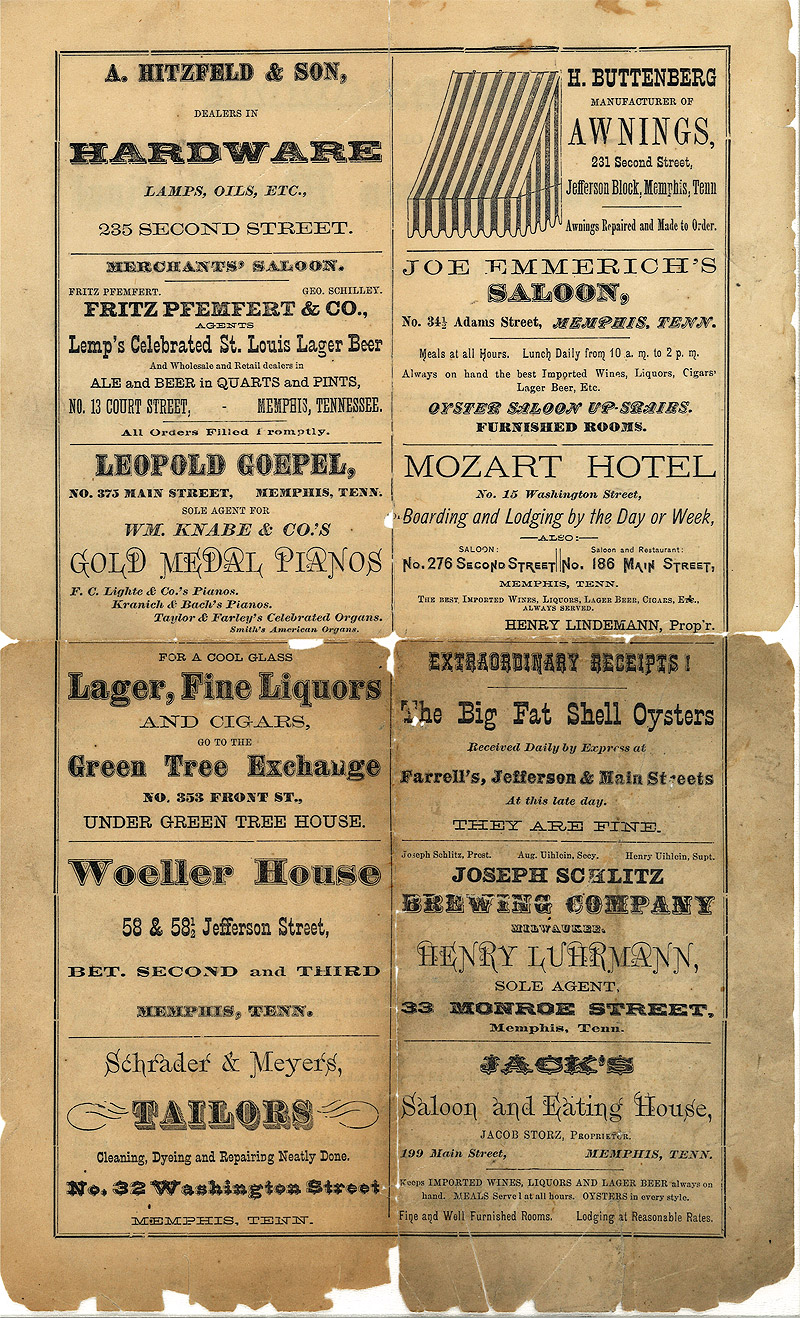 A. HITZFELD & SON,
DEALERS IN
HARDWARE
LAMPS, OILS, ETC.,
235 SECOND STREET.
MERCHANTS' SALOON.
FRITZ PFEMFERT. GEO. SCHILLEY.
FRITZ PFEMFERT & CO.,
AGENTS
Lemp's Celebrated St. Louis Lager Beer
And Wholesale and Retail dealers in
ALE and BEER in QUARTS and PINTS,
NO. 13 COURT STREET, - MEMPHIS, TENNESSEE.
All Orders Filled Promptly.
LEOPOLD GOEPEL,
NO. 375 MAIN STREET, MEMPHIS, TENN.
SOLE AGENT FOR
WM. KNABE & CO.'S
GOLD MEDAL PIANOS
F. C. Lighte & Co.'s Pianos.
Kranich & Bach's Pianos.
Taylor & Farley's Celebrated Organs.
Smith's American Organs.
FOR A COOL GLASS
Lager, Fine Liquors
AND CIGARS,
GO TO THE
Green Tree Exchange
NO. 353 FRONT ST.,
UNDER GREEN TREE HOUSE.
Woeller House
58 & 58½ Jefferson Street,
BET. SECOND and THIRD
MEMPHIS, TENN.
Schrader & Meyers,
TAILORS
Cleaning, Dyeing and Repairing Neatly Done.
No. 32 Washington Street
MEMPHIS, TENN.
H. BUTTENBERG
MANUFACTURER OF
AWNINGS,
231 Second Street,
Jefferson Block, Memphis, Tenn
Awnings Repaired and Made to Order.
JOE EMMERICH'S
SALOON,
No. 34½ Adams Street, MEMPHIS, TENN.
Meals at all Hours. Lunch Daily from 10 a. m. to 2 p. m.
Always on hand the best Imported Wines, Liquors, Cigars'
Lager Beer, Etc.
OYSTER SALOON UP-SRAIES.
FURNISHED ROOMS.
MOZART HOTEL
No. 15 Washington Street,
Boarding and Lodging by the Day or Week,
—ALSO:—
SALOON: Saloon and Restaurant:
No. 276 SECOND STREET || No. 186 MAIN STREET,
MEMPHIS, TENN.
THE BEST IMPORTED WINES, LIQUORS, LAGER BEER, CIGARS, Etc.,
ALWAYS SERVED.
HENRY LINDEMANN, Prop'r.
EXTRAORDINARY RECEIPTS!
The Big Fat Shell Oysters
Received Daily by Express at
Farrell's, Jefferson & Main Streets
At this late day.
THEY ARE FINE.
Joseph Schlitz, Prest. Aug. Uihlein, Secy. Henry Uihlein, Supt.
JOSEPH SCHLITZ
BREWING COMPANY
MILWAUKEE.
HENRY LUHRMANN,
SOLE AGENT,
33 MONROE STREET,
Memphis, Tenn.
JACK'S
Saloon and Eating House,
JACOB STORZ, PROPRIETOR.
199 Main Street, MEMPHIS, TENN.
Keeps IMPORTED WINES, LIQUORS AND LAGER BEER always on
hand. MEALS Served at all hours. OYSTERS in every style.
Fine and Well Furnished Rooms. Lodging at Reasonable Rates.